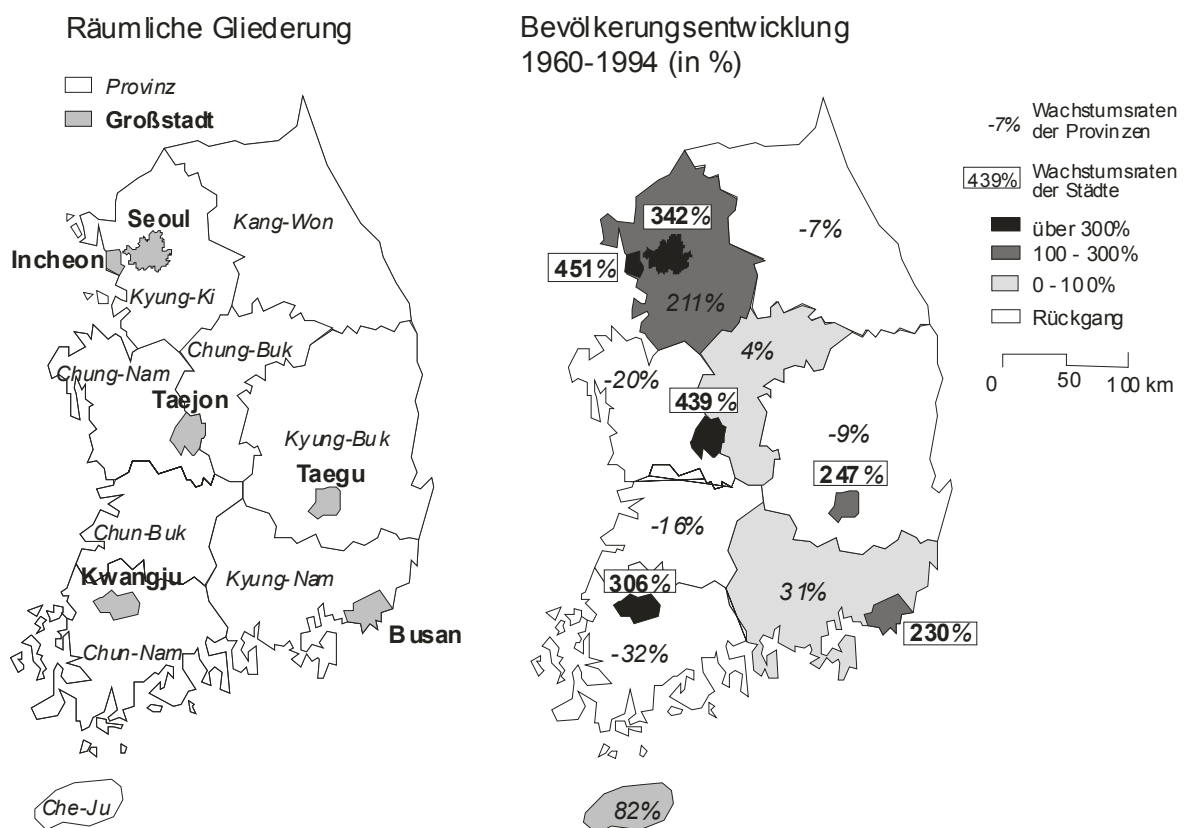 Räumliche Gliederung
Provinz
Großstadt
Seoul
Kang-Won
Incheon
Kyung-Ki
Chung-Buk
Chung-Nam
Taejon
Kyung-Buk
Taegu
Chun-Buk
Kwangju
Kyung-Nam
Busan
Chun-Nam
Che-Ju
Bevölkerungsentwicklung
1960-1994 (in %)
342%
-7%
451%
211%
4%
-20%
439%
-9%
247%
-16%
306%
31%
230%
-32%
82%
-7% Wachstumsraten
der Provinzen
439% Wachstumsraten
der Städte
über 300%
100 - 300%
0 - 100%
Rückgang
0 50 100 km